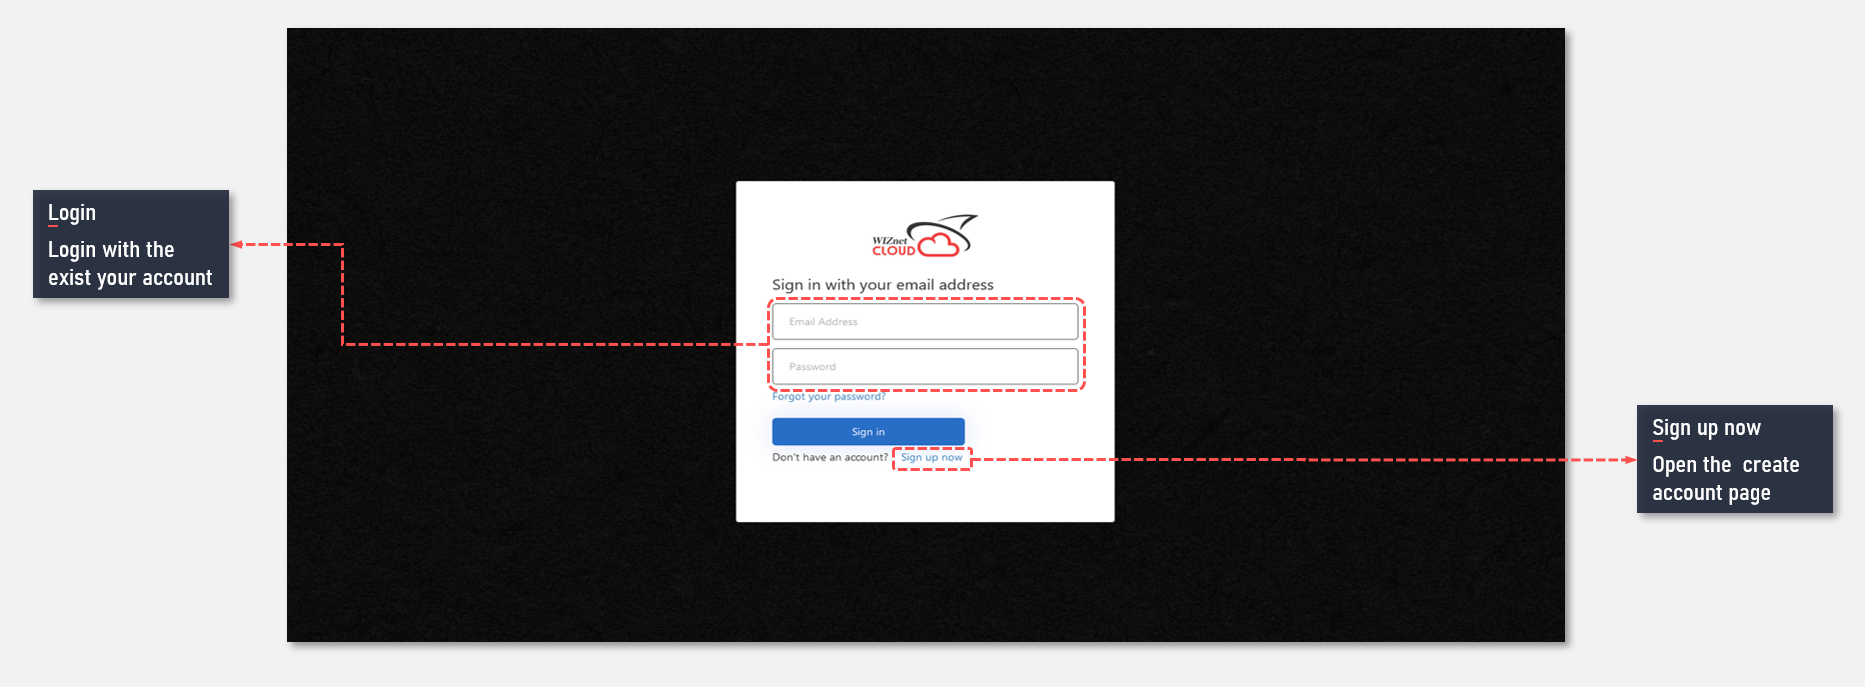 Login
Login with the
exist your account
WIZnet
CLOUD
Sign in with your email address
Email Address
Password
Forgot your password?
Sign in
Don't have an account? Sign up now
Sign up now
Open the create
account page